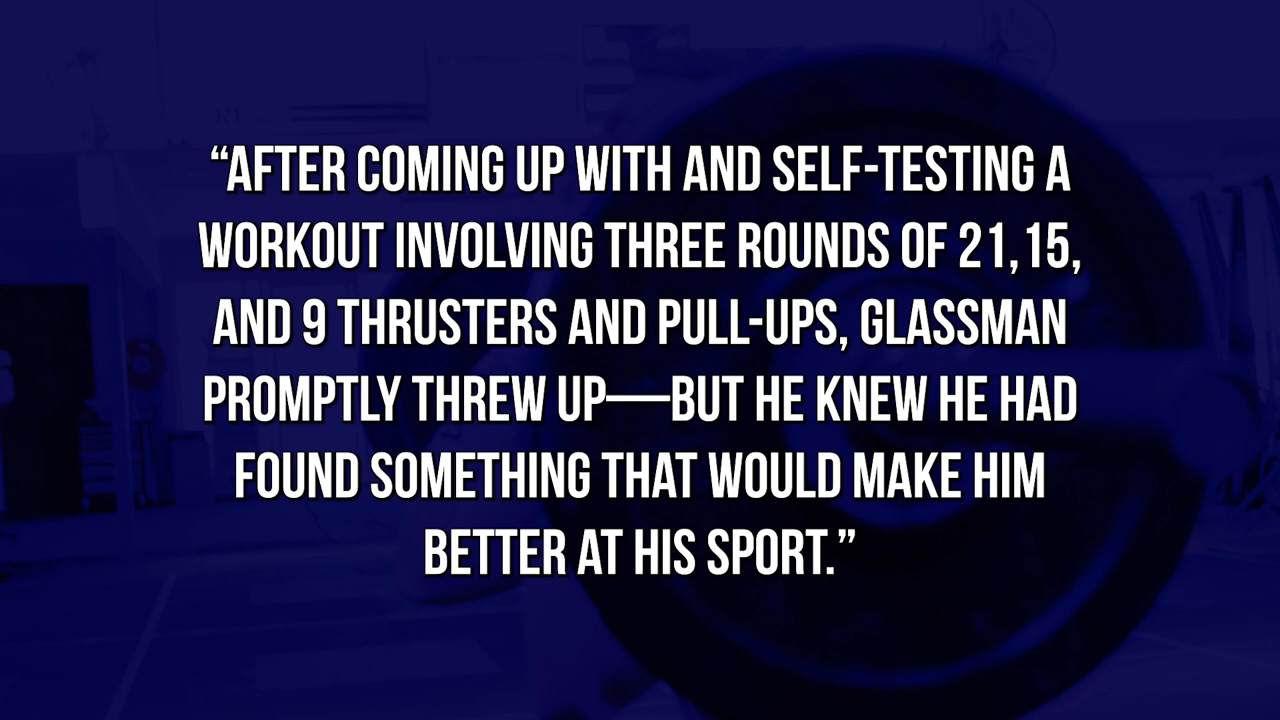 “AFTER COMING UP WITH AND SELF-TESTING A
WORKOUT INVOLVING THREE ROUNDS OF 21,15,
AND 9 THRUSTERS AND PULL-UPS, GLASSMAN
PROMPTLY THREW UP—BUT HE KNEW HE HAD
FOUND SOMETHING THAT WOULD MAKE HIM
BETTER AT HIS SPORT.”